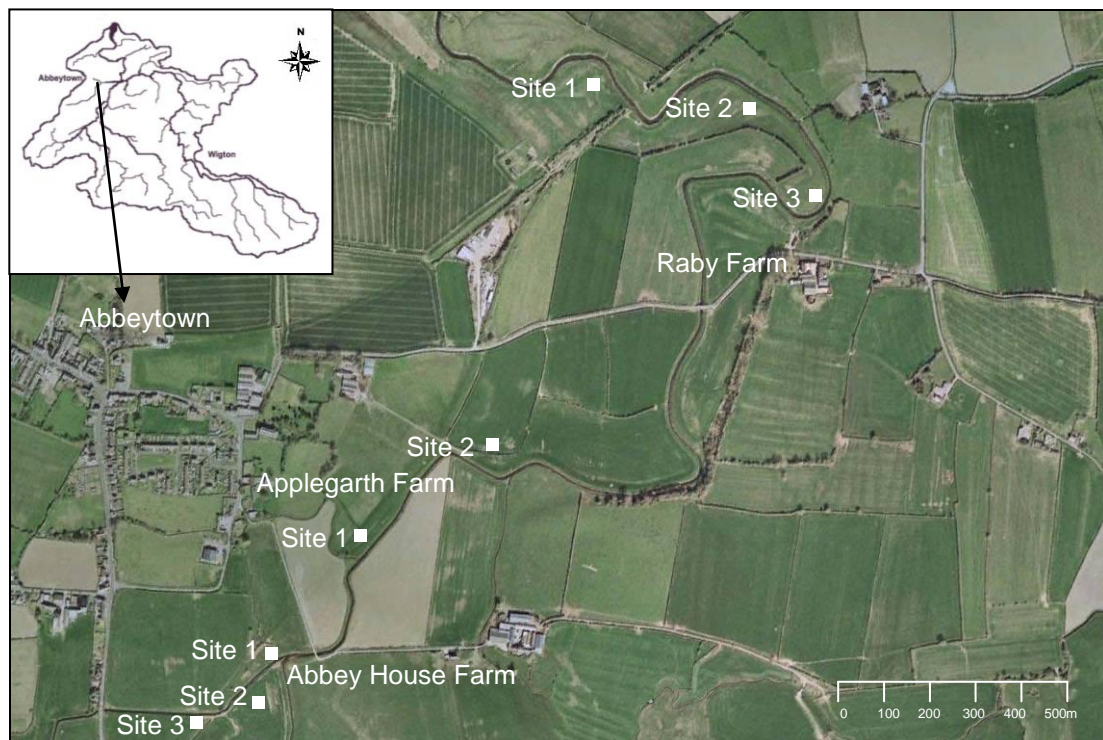 N
Abbeytown
Wigton
Site 1
Site 2
Site 3
Raby Farm
Abbeytown
Site 2
Applegarth Farm
Site 1
Site 1
Abbey House Farm
Site 2
Site 3
0 100 200 300 400 500m